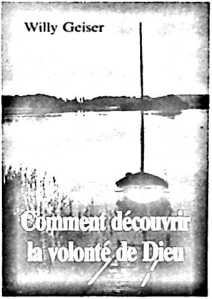 Willy Geiser
Comment découvrir
la volonté de Dieu